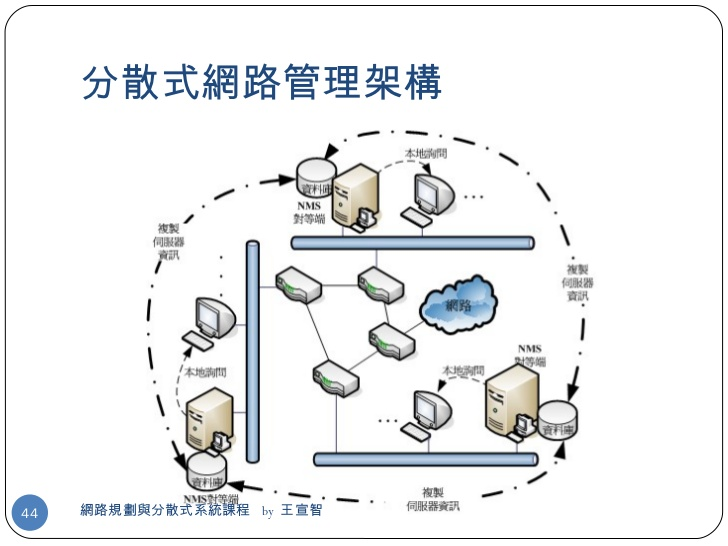 分散式網路管理架構
本地詢問
資料庫
NMS
對等端
...
複製
伺服器
資訊
複製
伺服器
資訊
網路
NMS
對等端
本地詢問
本地詢問
...
資料庫
資料庫
NMS對等端
複製
伺服器資訊
44
網路規劃與分散式系統課程 by 王宣智